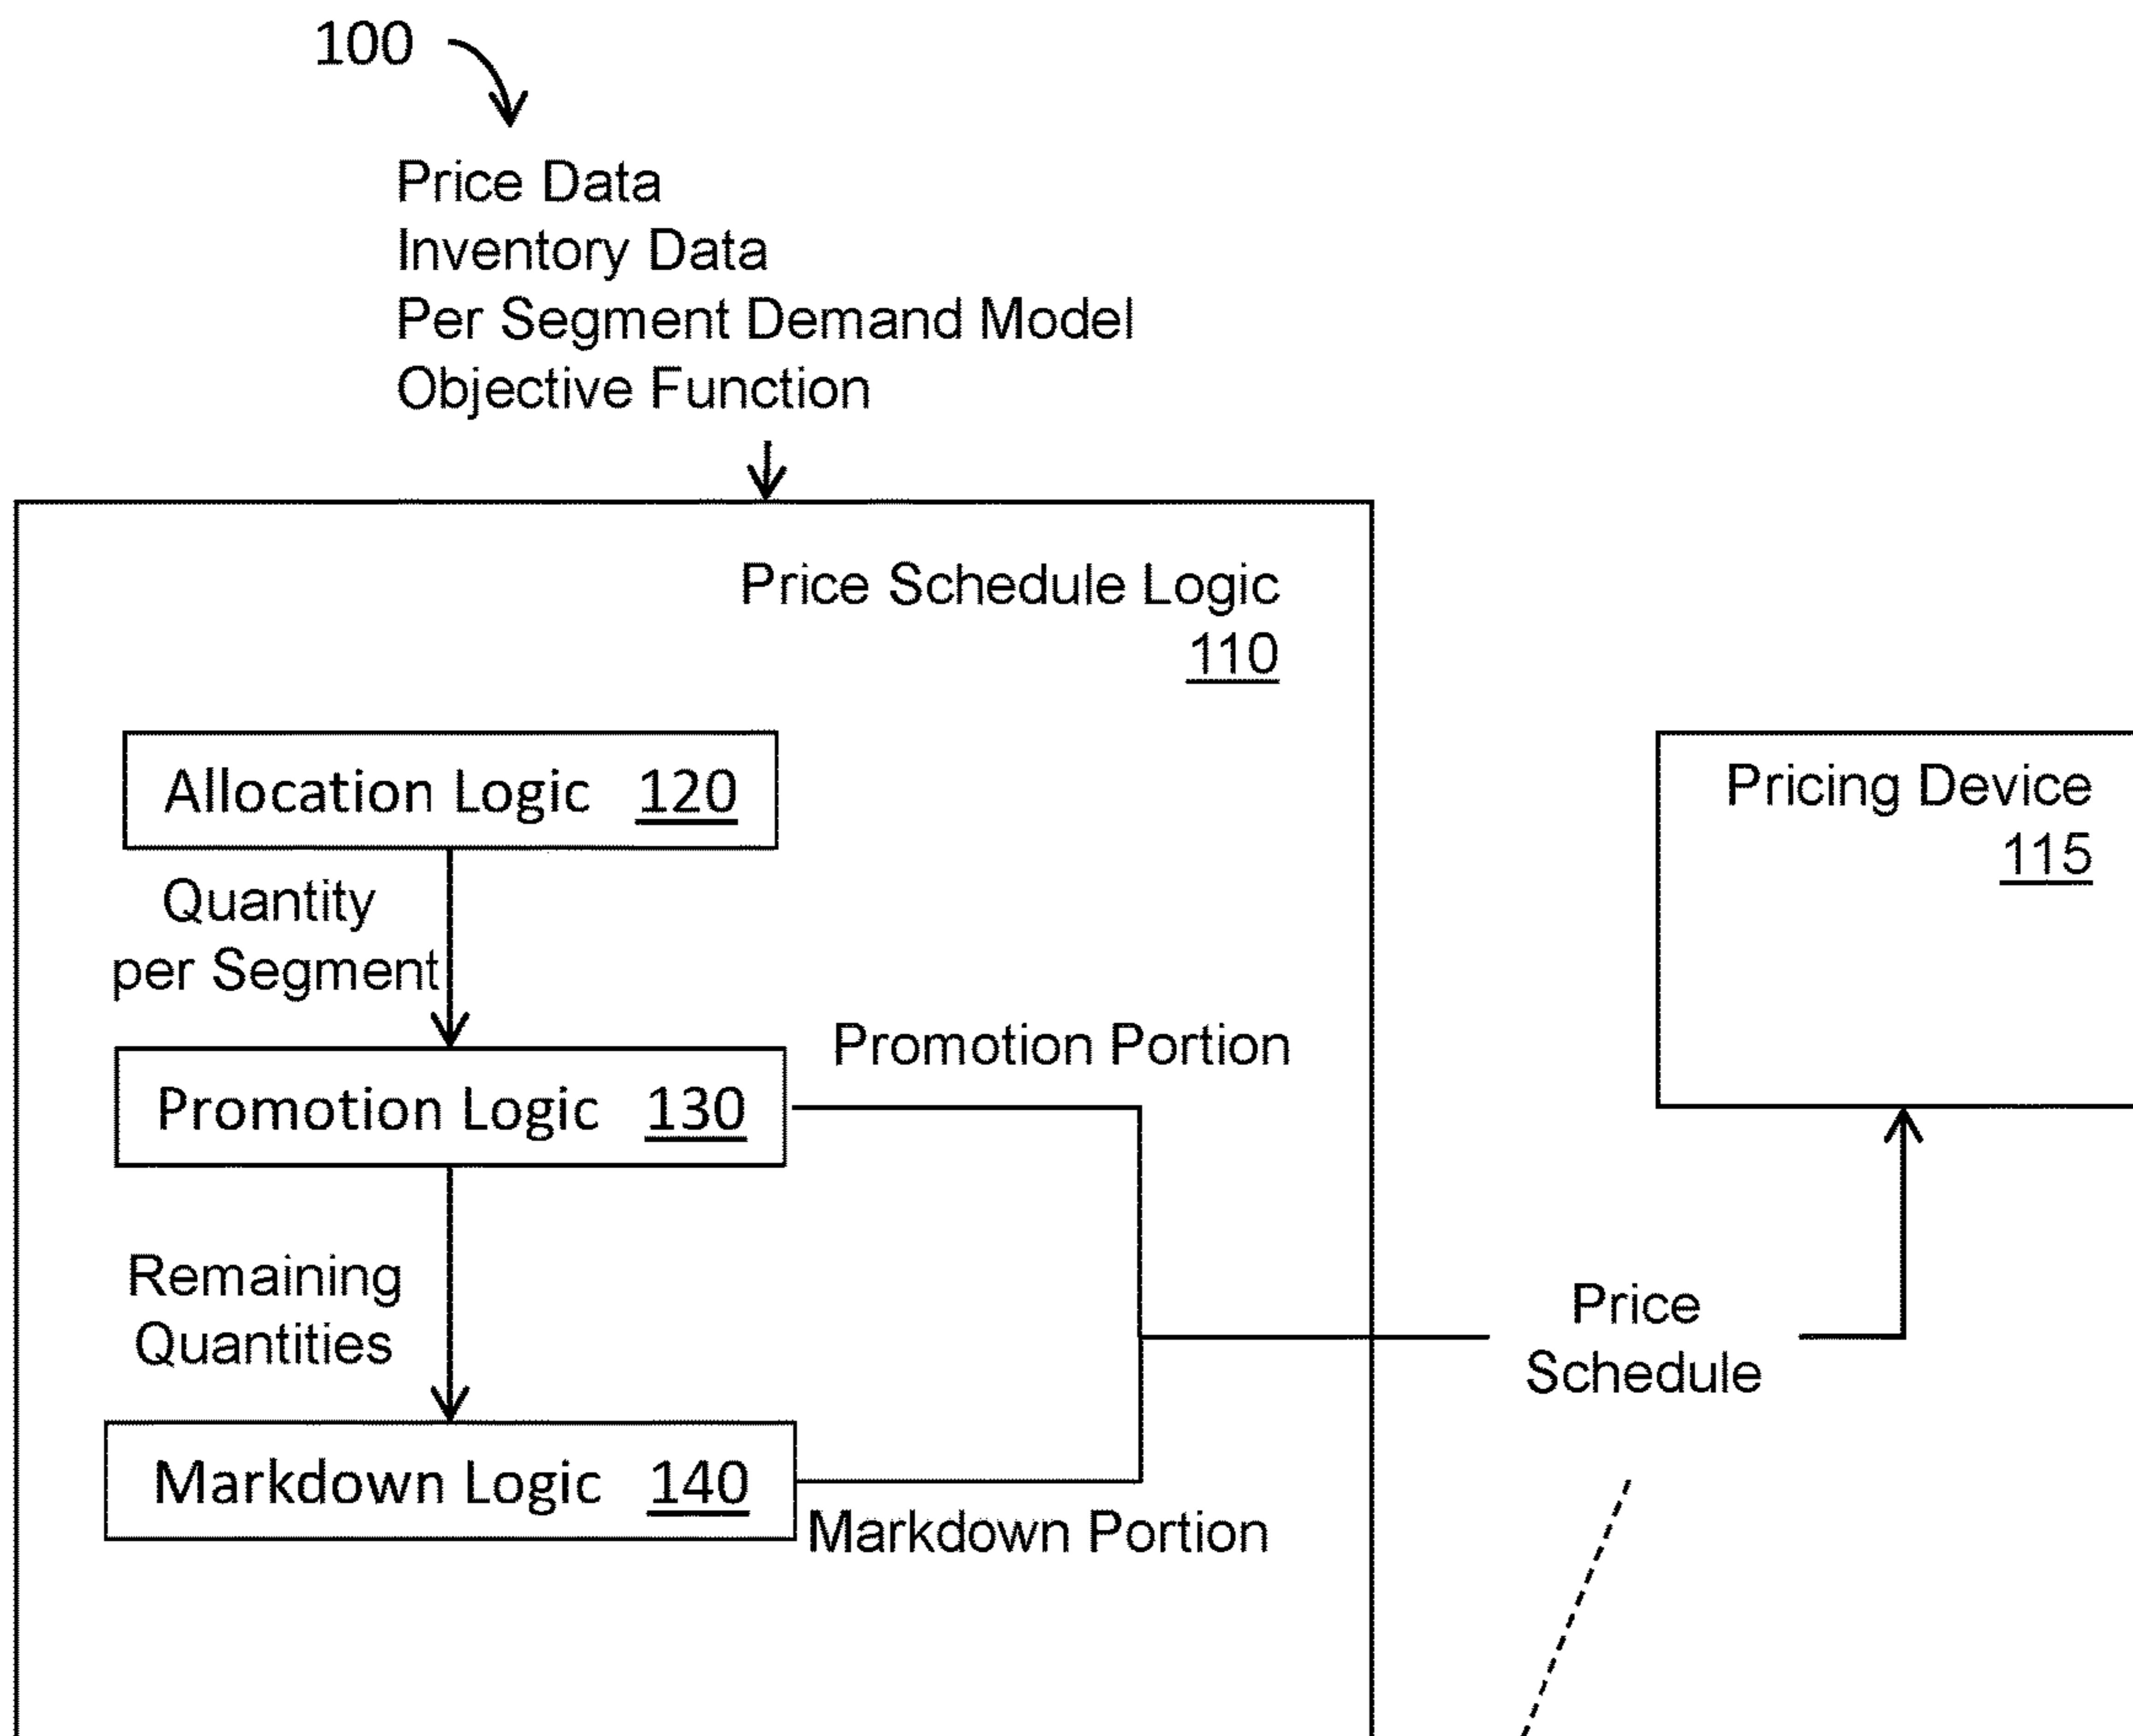 100
Price Data
Inventory Data
Per Segment Demand Model
Objective Function
Price Schedule Logic
110
Allocation Logic 120
Pricing Device
115
Quantity
per Segment
Promotion Portion
Promotion Logic 130
Remaining
Quantities
Price
Schedule
Markdown Logic 140
Markdown Portion